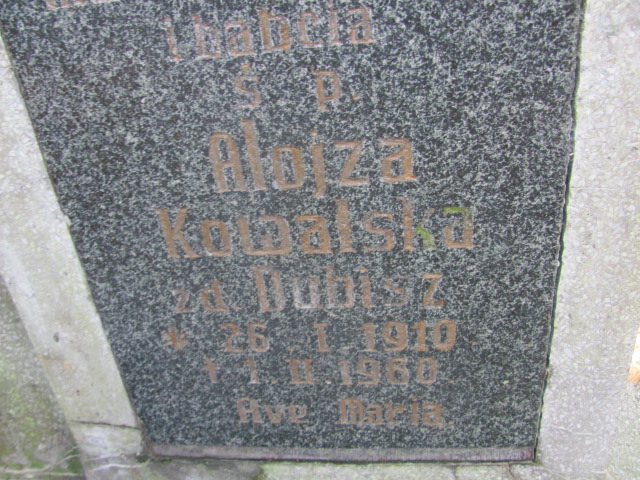 i babcia
ś. p.
Alojza
Kowalska
zd Dubisz
* 26. I. 1910.
† 1. II. 1960.
Ave Maria